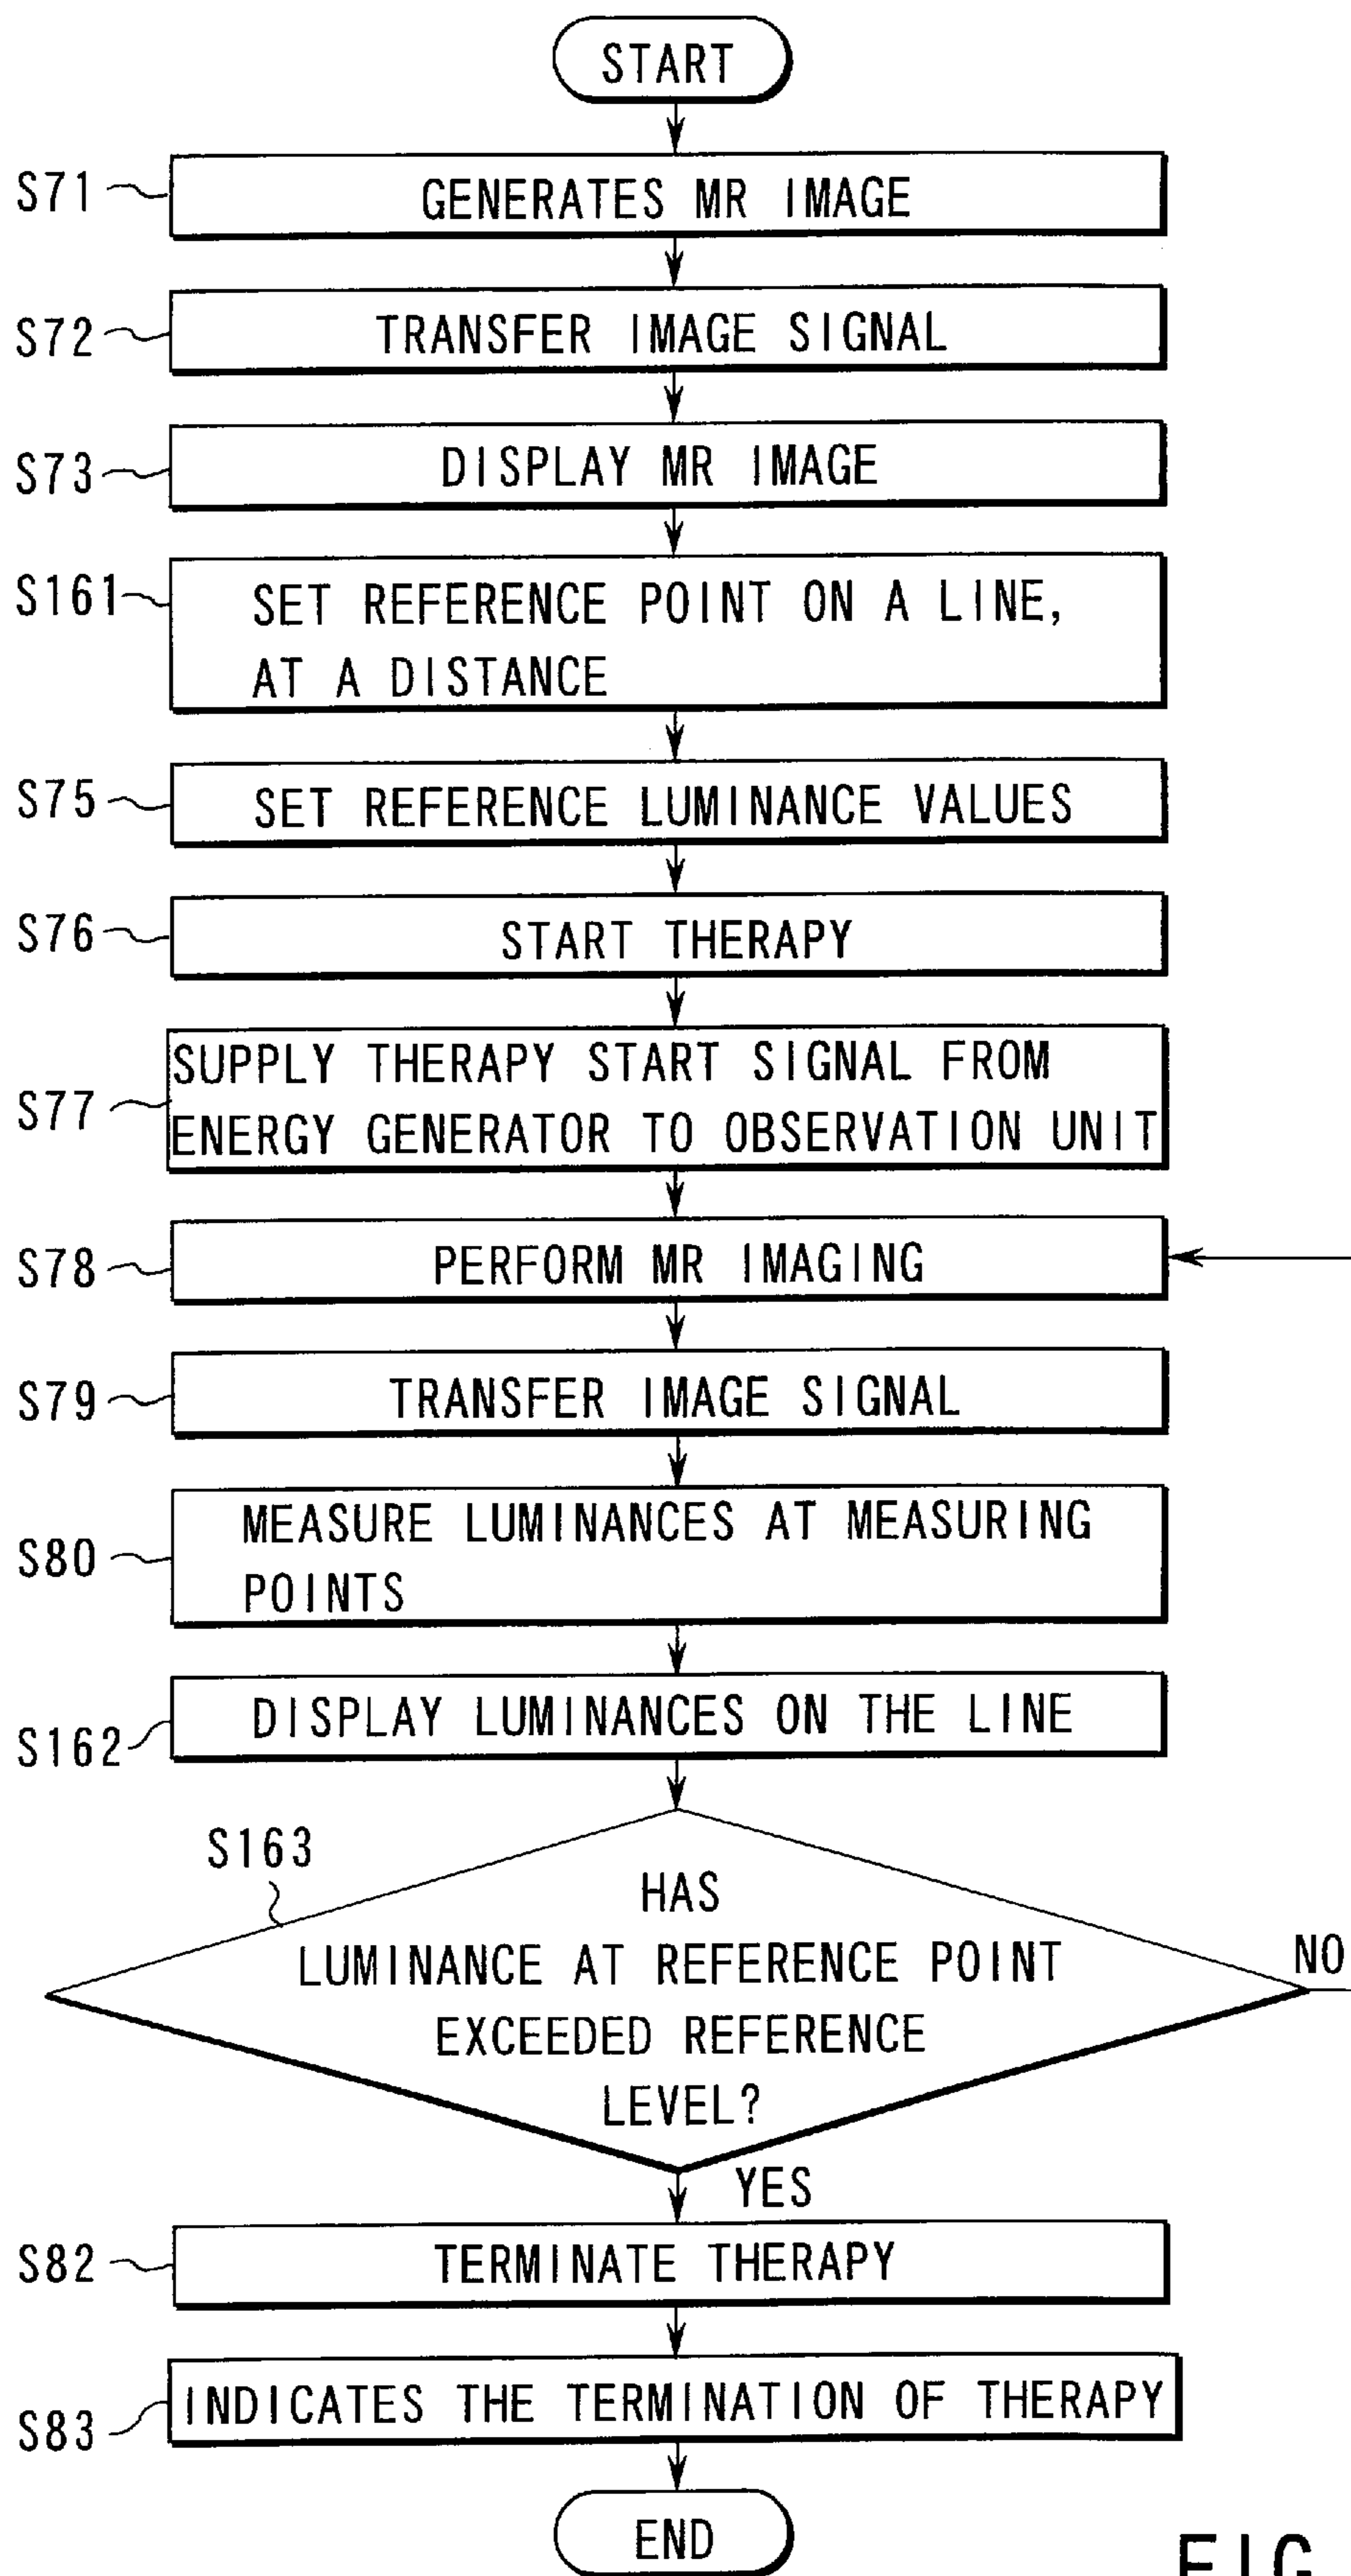 START
S71
GENERATES MR IMAGE
S72
TRANSFER IMAGE SIGNAL
S73
DISPLAY MR IMAGE
S161
SET REFERENCE POINT ON A LINE,
AT A DISTANCE
S75
SET REFERENCE LUMINANCE VALUES
S76
START THERAPY
S77
SUPPLY THERAPY START SIGNAL FROM
ENERGY GENERATOR TO OBSERVATION UNIT
S78
PERFORM MR IMAGING
S79
TRANSFER IMAGE SIGNAL
S80
MEASURE LUMINANCES AT MEASURING
POINTS
S162
DISPLAY LUMINANCES ON THE LINE
S163
HAS
LUMINANCE AT REFERENCE POINT
EXCEEDED REFERENCE
LEVEL?
NO
YES
S82
TERMINATE THERAPY
S83
INDICATES THE TERMINATION OF THERAPY
END
FIG